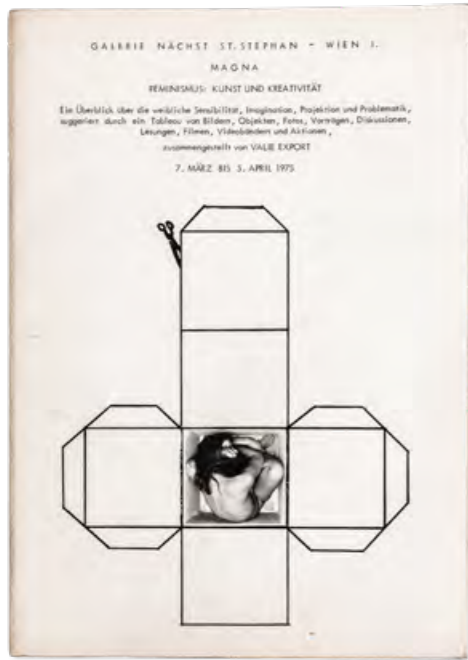 GALERIE NÄCHST ST. STEPHAN - WIEN I.
MAGNA
FEMINISMUS: KUNST UND KREATIVITÄT
Ein Überblick über die weibliche Sensibilität, Imagination, Projektion und Problematik,
suggeriert durch ein Tableau von Bildern, Objekten, Fotos, Vorträgen, Diskussionen,
Lesungen, Filmen, Videobändern und Aktionen,
zusammengestellt von VALIE EXPORT
7. MÄRZ BIS 5. APRIL 1975